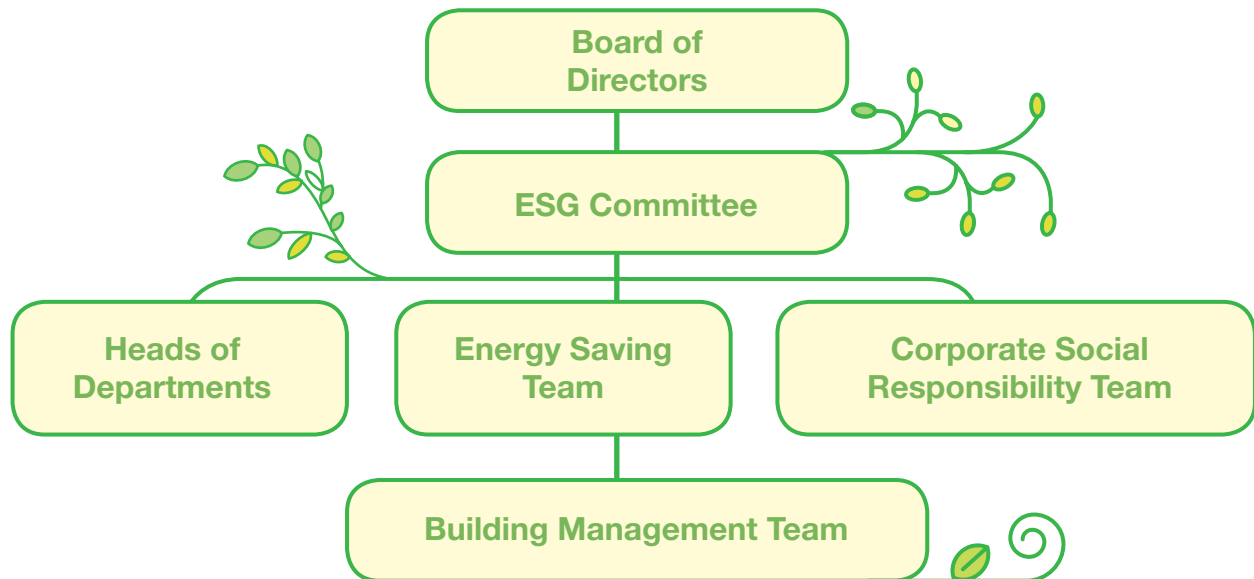 Board of
Directors
ESG Committee
Heads of
Departments
Energy Saving
Team
Corporate Social
Responsibility Team
Building Management Team